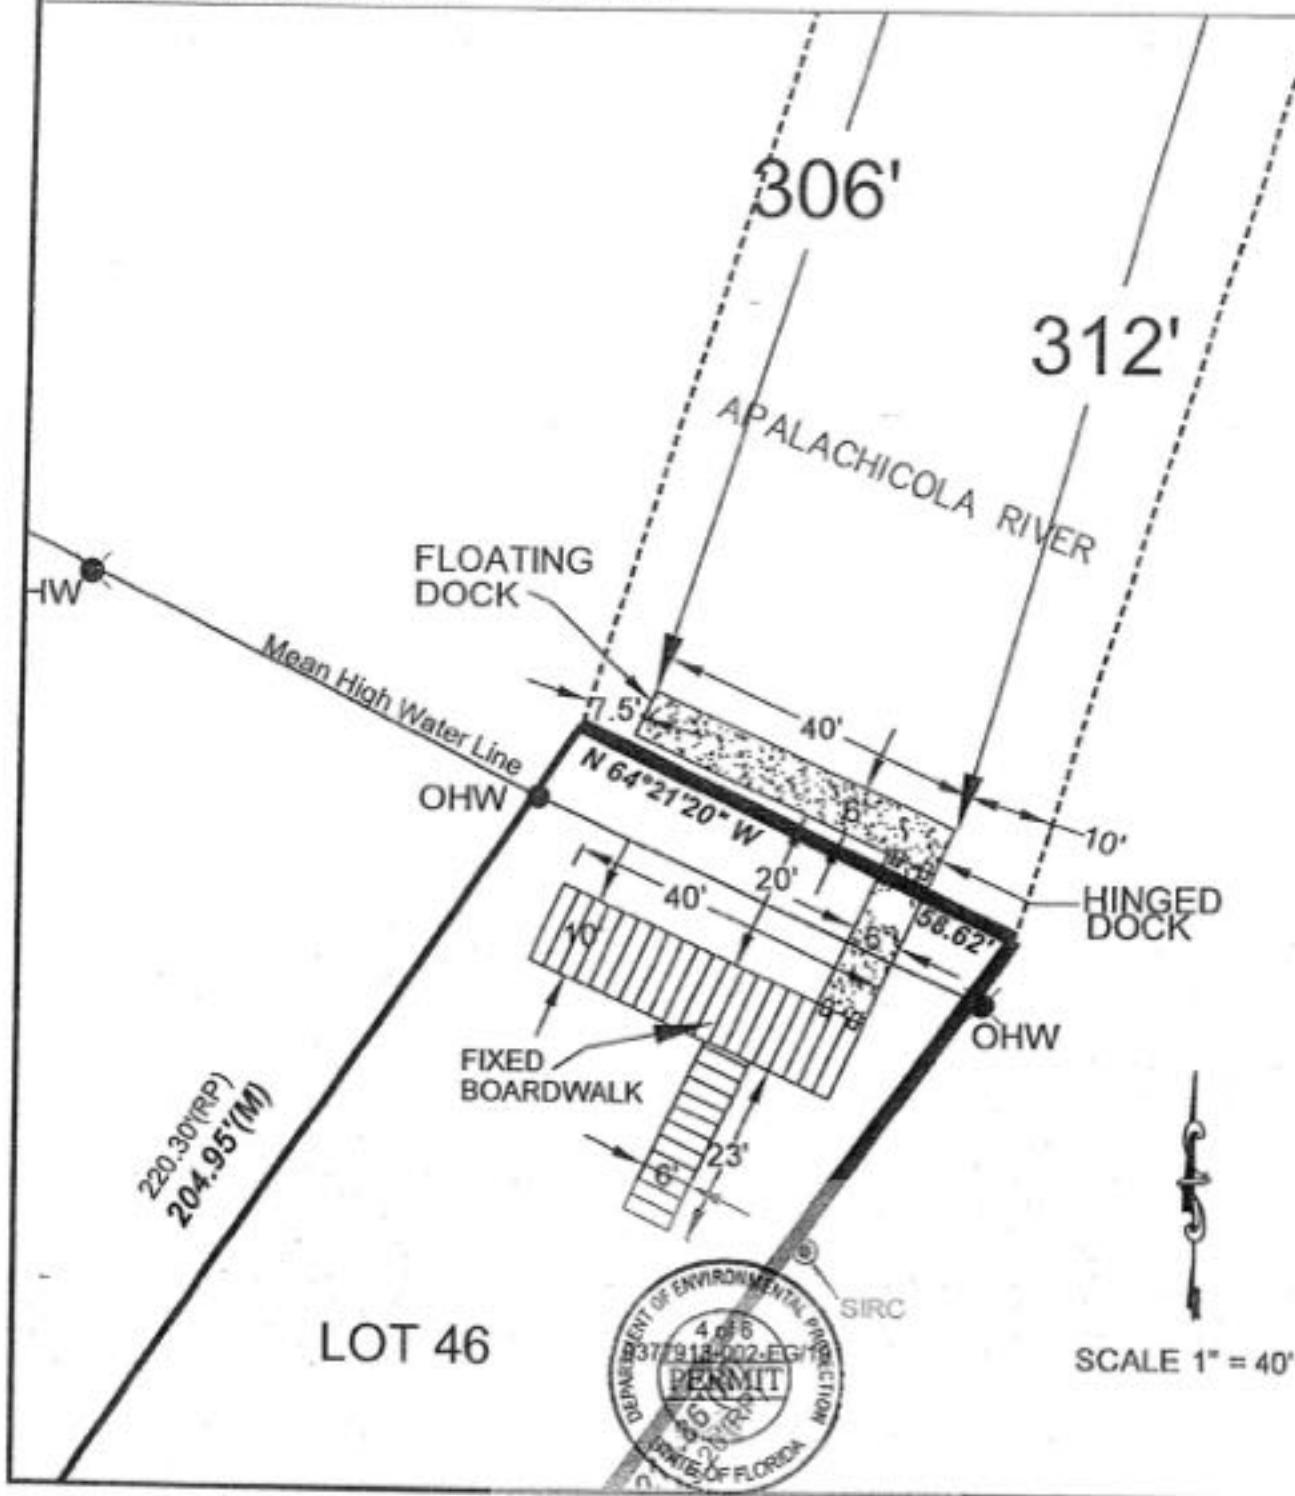 306'
312'
APALACHICOLA RIVER
FLOATING
DOCK
HW
Mean High Water Line
7.5'
40'
N 64°21'20" W
OHW
6'
10'
20'
40'
HINGED
DOCK
58.62'
6'
10'
OHW
FIXED
BOARDWALK
220.30'(RP)
204.95'(M)
23'
6'
SIRC
LOT 46
SCALE 1" = 40'
DEPARTMENT OF ENVIRONMENTAL PROTECTION
4 of 6
PERMIT
STATE OF FLORIDA